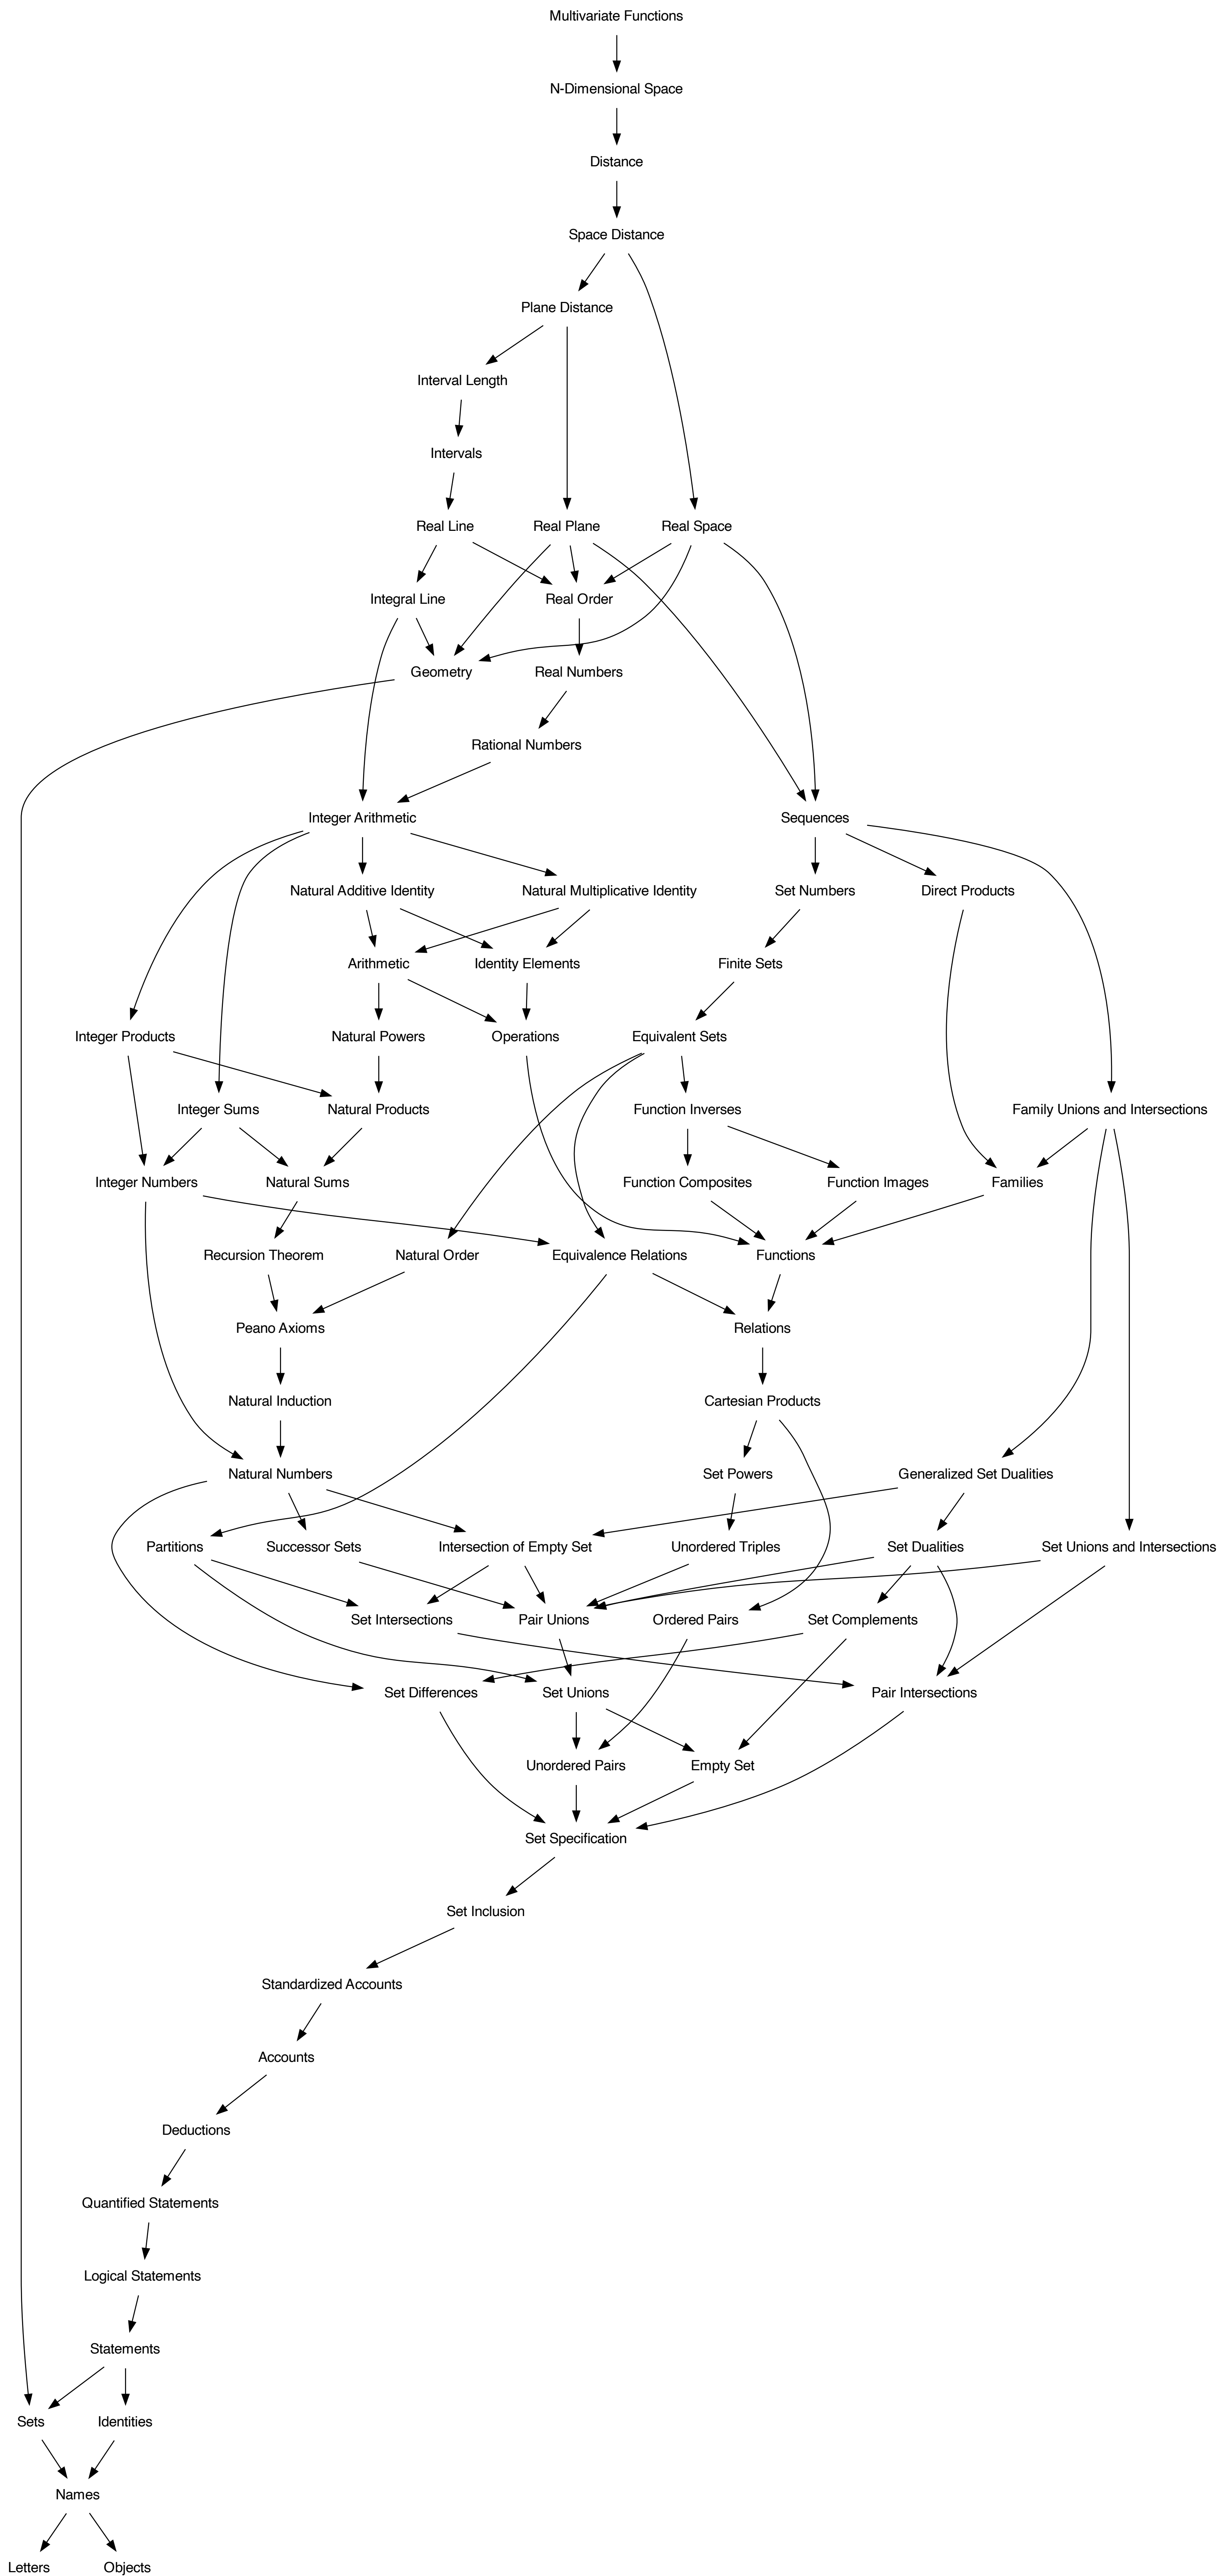 Multivariate Functions
N-Dimensional Space
Distance
Space Distance
Plane Distance
Interval Length
Intervals
Real Line
Real Plane
Real Space
Integral Line
Real Order
Geometry
Real Numbers
Rational Numbers
Integer Arithmetic
Sequences
Natural Additive Identity
Natural Multiplicative Identity
Set Numbers
Direct Products
Arithmetic
Identity Elements
Finite Sets
Integer Products
Natural Powers
Operations
Equivalent Sets
Integer Sums
Natural Products
Function Inverses
Family Unions and Intersections
Integer Numbers
Natural Sums
Function Composites
Function Images
Families
Recursion Theorem
Natural Order
Equivalence Relations
Functions
Peano Axioms
Relations
Natural Induction
Cartesian Products
Natural Numbers
Set Powers
Generalized Set Dualities
Partitions
Successor Sets
Intersection of Empty Set
Unordered Triples
Set Dualities
Set Unions and Intersections
Set Intersections
Pair Unions
Ordered Pairs
Set Complements
Set Differences
Set Unions
Pair Intersections
Unordered Pairs
Empty Set
Set Specification
Set Inclusion
Standardized Accounts
Accounts
Deductions
Quantified Statements
Logical Statements
Statements
Sets
Identities
Names
Letters
Objects